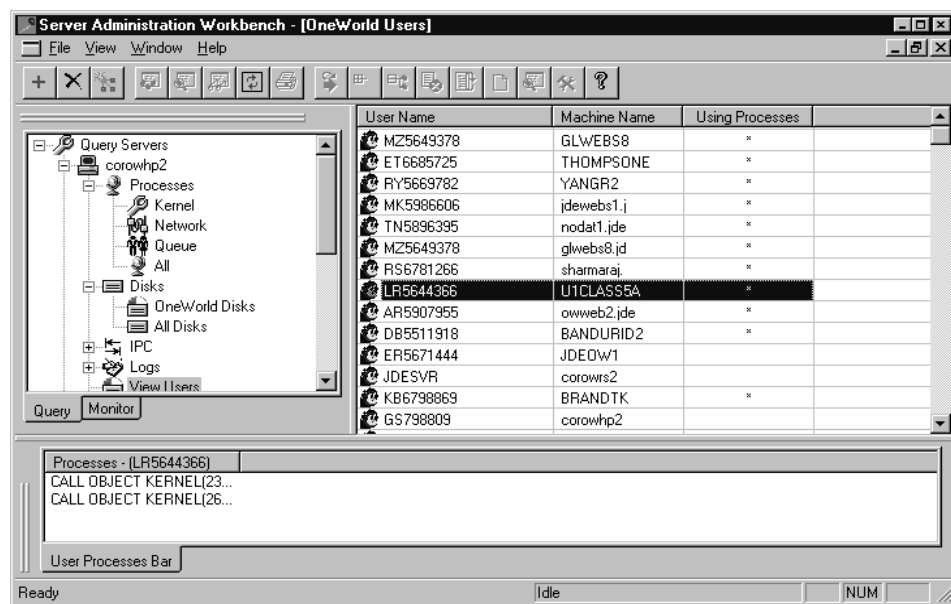 Server Administration Workbench - [OneWorld Users]
File View Window Help
Query Servers
corowhp2
Processes
Kernel
Network
Queue
All
Disks
OneWorld Disks
All Disks
IPC
Logs
View Users
Query Monitor
User Name Machine Name Using Processes
MZ5649378 GLWEBS8 *
ET6685725 THOMPSONE *
RY5669782 YANGR2 *
MK5986606 jdewebs1.j *
TN5896395 nodat1.jde *
MZ5649378 glwebs8.jd *
RS6781266 sharmaraj. *
LR5644366 U1CLASS5A *
AR5907955 owweb2.jde *
DB5511918 BANDURID2 *
ER5671444 JDEOW1
JDESVR corowrs2
KB6798869 BRANDTK *
GS798809 corowhp2
Processes - (LR5644366)
CALL OBJECT KERNEL(23...
CALL OBJECT KERNEL(26...
User Processes Bar
Ready Idle NUM